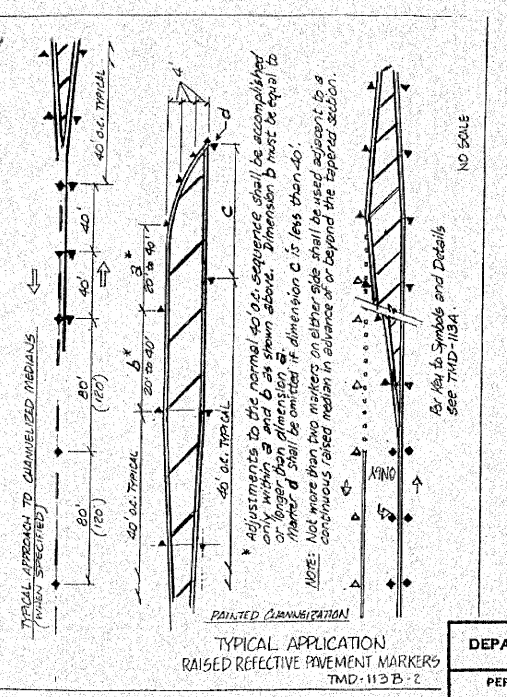 TYPICAL APPROACH TO CHANNELIZED MEDIANS
(WHEN SPECIFIED)
80'
(120')
80'
(120')
40'
40'
40' O.C. TYPICAL
40' O.C. TYPICAL
b*
20' to 40'
a*
20' to 40'
4'
d
c
40' O.C. TYPICAL
* Adjustments to the normal 40' o.c. sequence shall be accomplished
only within a and b as shown above. Dimension b must be equal to
or longer than dimension a.
Marker d shall be omitted if dimension c is less than 40'.
NOTE: Not more than two markers on either side shall be used adjacent to a
continuous raised median in advance of or beyond the tapered section.
ONLY
For Key to Symbols and Details
see TMD-113A.
NO SCALE
PAINTED CHANNIZATION
TYPICAL APPLICATION
RAISED REFECTIVE PAVEMENT MARKERS
TMD-113B-2
DEPA
PER